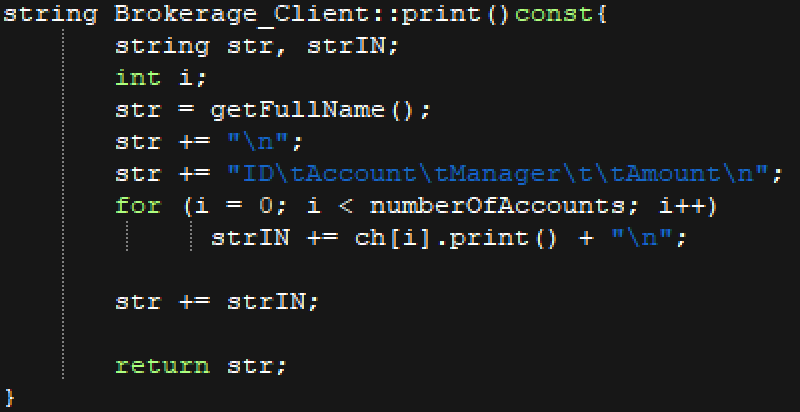 string Brokerage_Client::print()const{
string str, strIN;
int i;
str = getFullName();
str += "\n";
str += "ID\tAccount\tManager\t\tAmount\n";
for (i = 0; i < numberOfAccounts; i++)
strIN += ch[i].print() + "\n";
str += strIN;
return str;
}